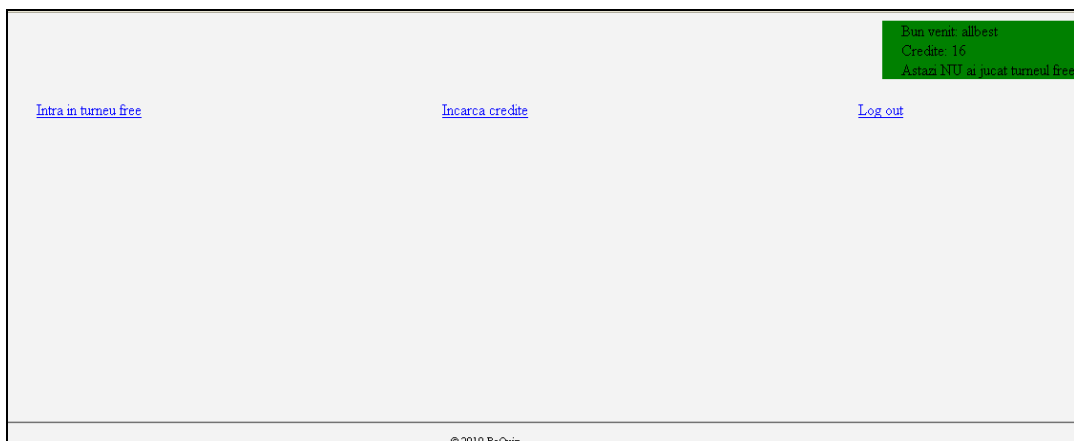 Bun venit: allbest
Credite: 16
Astazi NU ai jucat turneul free
Intra in turneu free
Incarca credite
Log out
© 2010